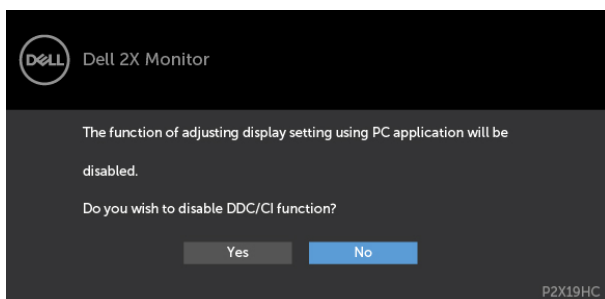 DELL
Dell 2X Monitor
The function of adjusting display setting using PC application will be
disabled.
Do you wish to disable DDC/CI function?
Yes
No
P2X19HC